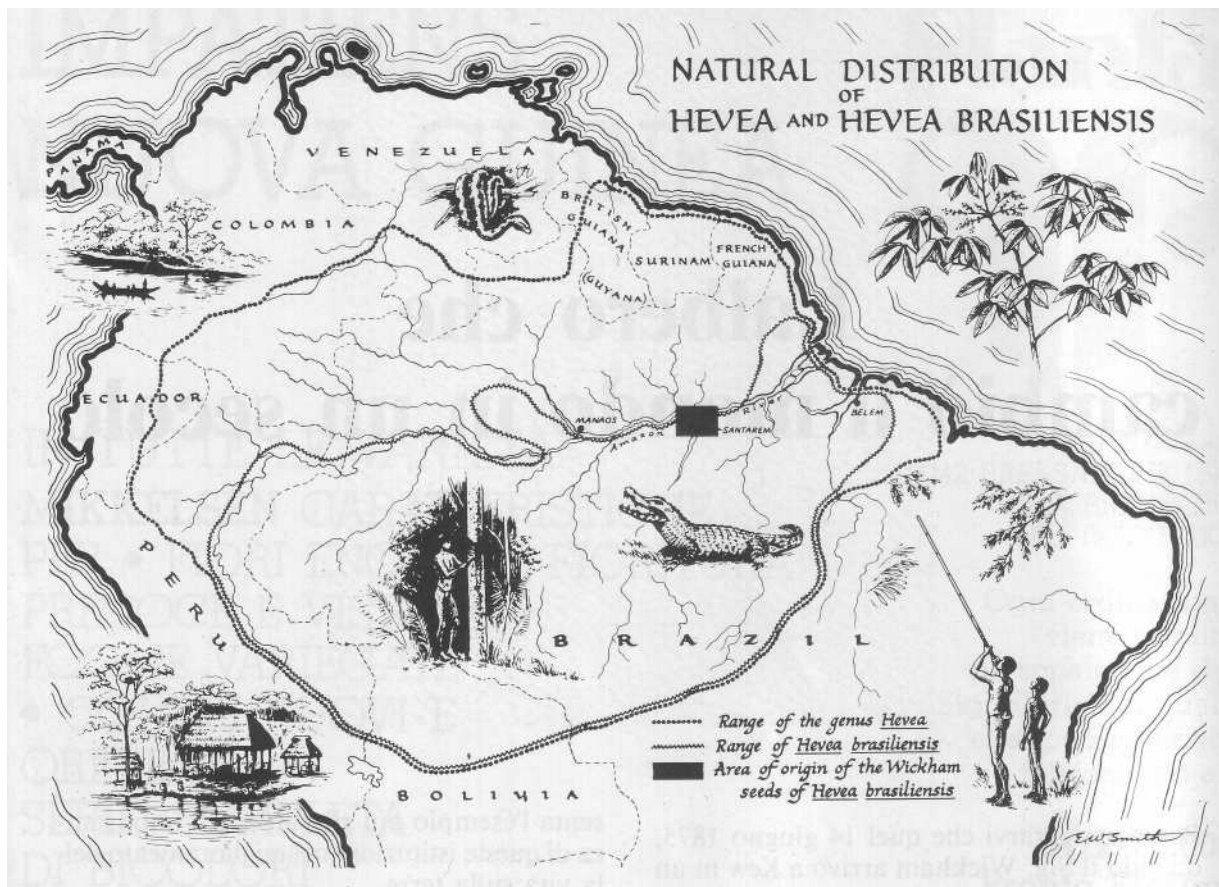 NATURAL DISTRIBUTION
OF
HEVEA AND HEVEA BRASILIENSIS
PANAMA
VENEZUELA
COLOMBIA
BRITISH
GUIANA
(GUYANA)
SURINAM
FRENCH
GUIANA
ECUADOR
MANAOS
Amazon River
SANTAREM
BELEM
PERU
BRAZIL
BOLIVIA
Range of the genus Hevea
Range of Hevea brasiliensis
Area of origin of the Wickham
seeds of Hevea brasiliensis
E.W. Smith